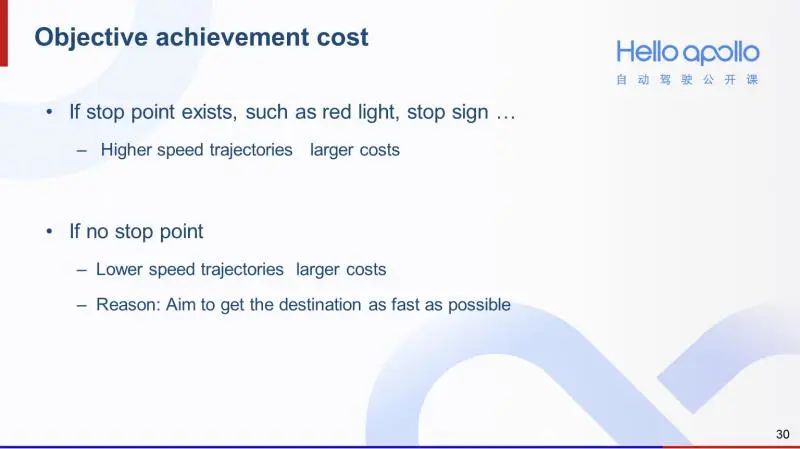 Objective achievement cost
Hello apollo
自动驾驶公开课
• If stop point exists, such as red light, stop sign …
– Higher speed trajectories larger costs
• If no stop point
– Lower speed trajectories larger costs
– Reason: Aim to get the destination as fast as possible
30